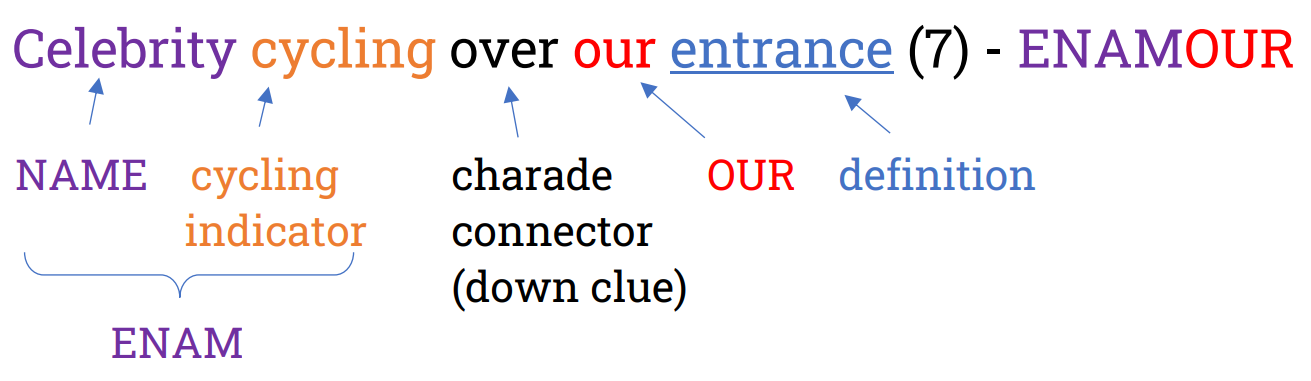 Celebrity cycling over our entrance (7) - ENAMOUR
NAME cycling charade OUR definition
indicator connector
(down clue)
ENAM